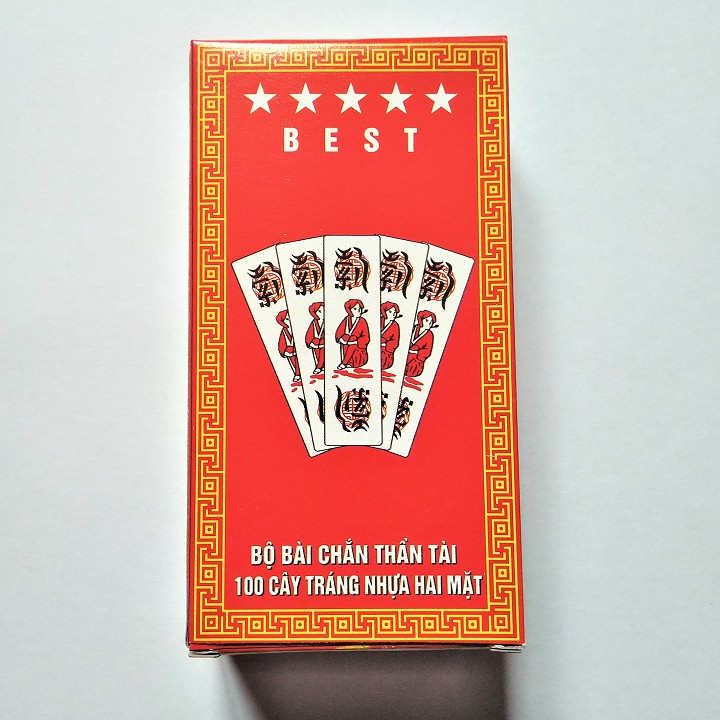 BEST
BỘ BÀI CHẮN THẦN TÀI
100 CÂY TRÁNG NHỰA HAI MẶT